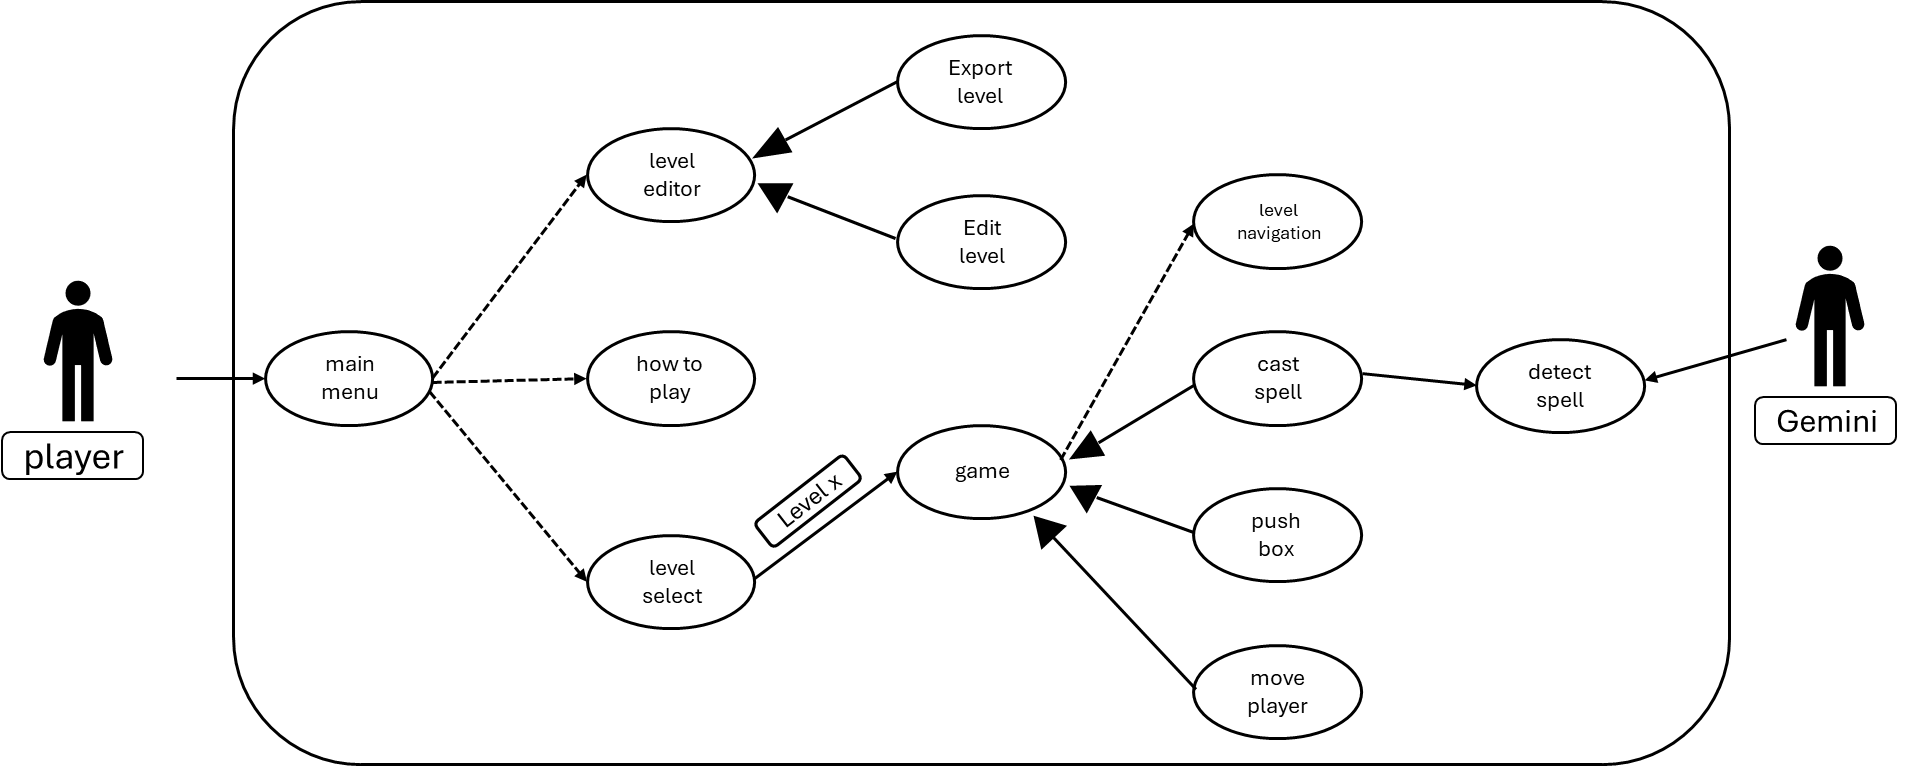 Export
level
level
editor
Edit
level
level
navigation
main
menu
how to
play
cast
spell
detect
spell
Gemini
player
Level x
game
push
box
level
select
move
player